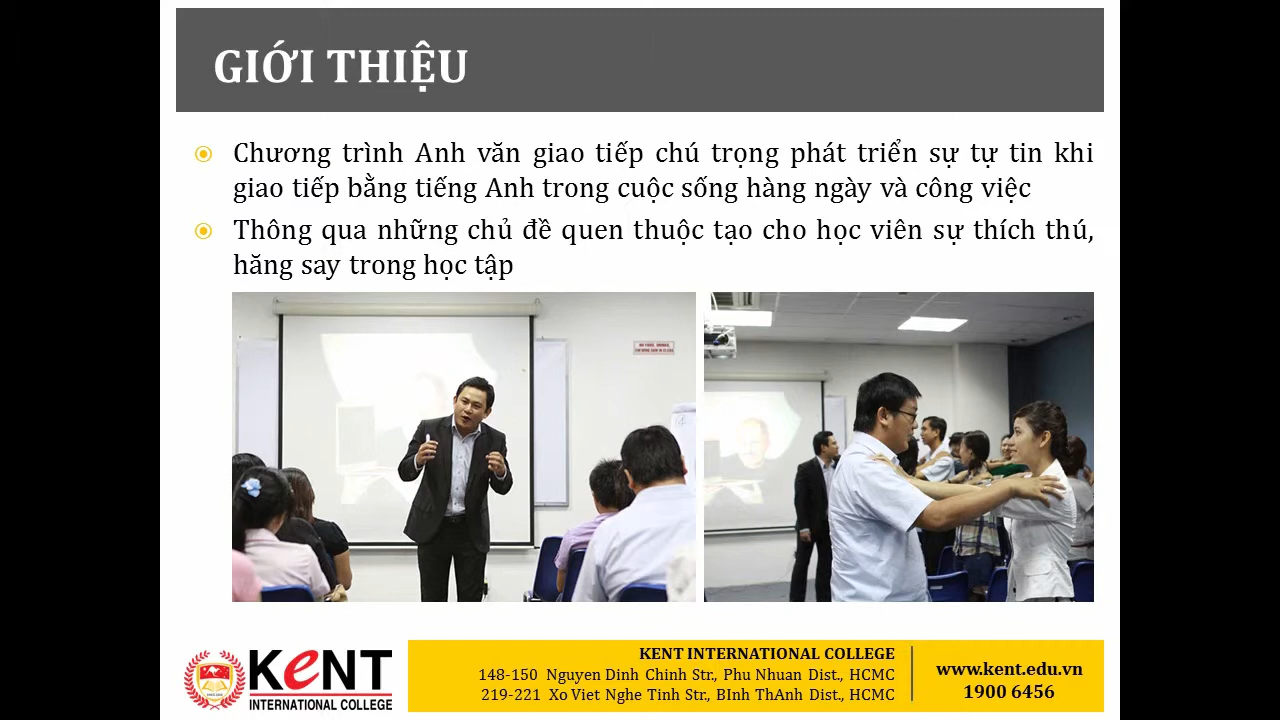 GIỚI THIỆU
Chương trình Anh văn giao tiếp chú trọng phát triển sự tự tin khi
giao tiếp bằng tiếng Anh trong cuộc sống hàng ngày và công việc
Thông qua những chủ đề quen thuộc tạo cho học viên sự thích thú,
hăng say trong học tập
KeNT
INTERNATIONAL COLLEGE
KENT INTERNATIONAL COLLEGE
148-150 Nguyen Dinh Chinh Str., Phu Nhuan Dist., HCMC
219-221 Xo Viet Nghe Tinh Str., BInh ThAnh Dist., HCMC
www.kent.edu.vn
1900 6456